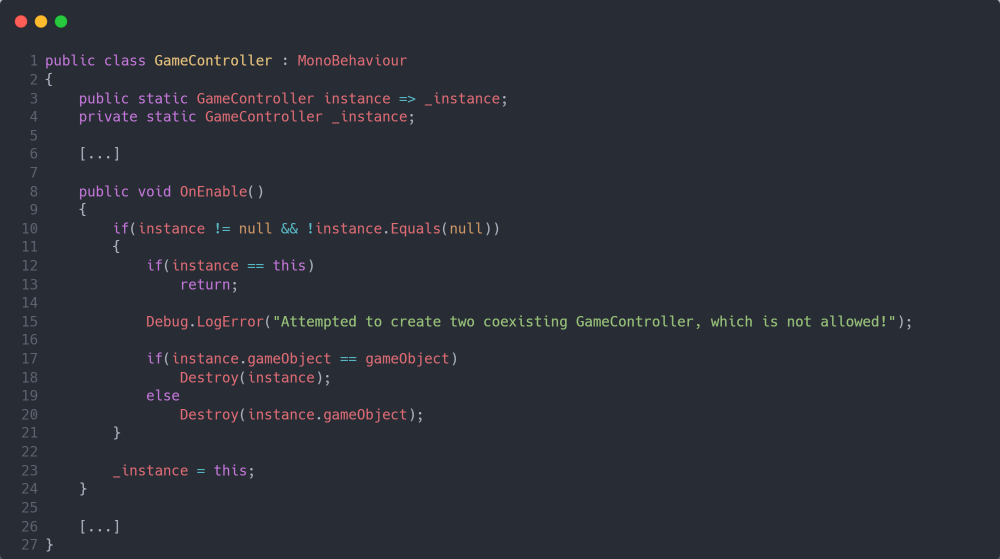 1 public class GameController : MonoBehaviour
2 {
3     public static GameController instance => _instance;
4     private static GameController _instance;
5
6     [...]
7
8     public void OnEnable()
9     {
10         if(instance != null && !instance.Equals(null))
11         {
12             if(instance == this)
13                 return;
14
15             Debug.LogError("Attempted to create two coexisting GameController, which is not allowed!");
16
17             if(instance.gameObject == gameObject)
18                 Destroy(instance);
19             else
20                 Destroy(instance.gameObject);
21         }
22
23         _instance = this;
24     }
25
26     [...]
27 }